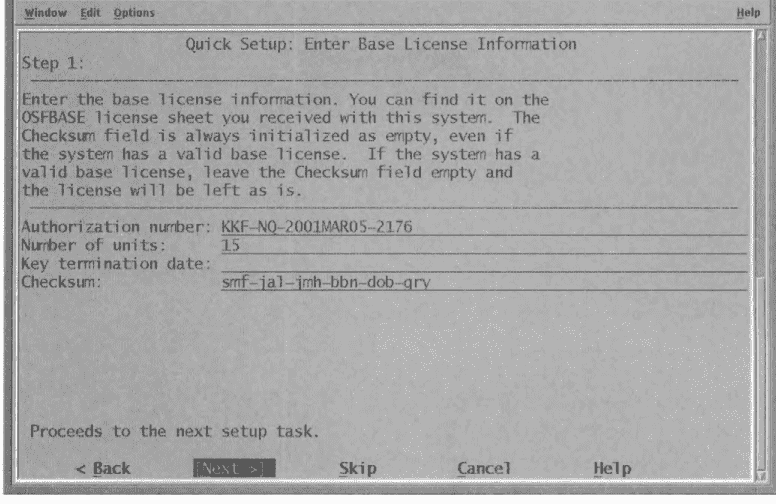 Window Edit Options Help
Quick Setup: Enter Base License Information
Step 1:
Enter the base license information. You can find it on the
OSFBASE license sheet you received with this system. The
Checksum field is always initialized as empty, even if
the system has a valid base license. If the system has a
valid base license, leave the Checksum field empty and
the license will be left as is.
Authorization number: KKF-NQ-2001MAR05-2176
Number of units: 15
Key termination date:
Checksum: smf-jal-jmh-bbn-dob-qry
Proceeds to the next setup task.
< Back [Next >] Skip Cancel Help